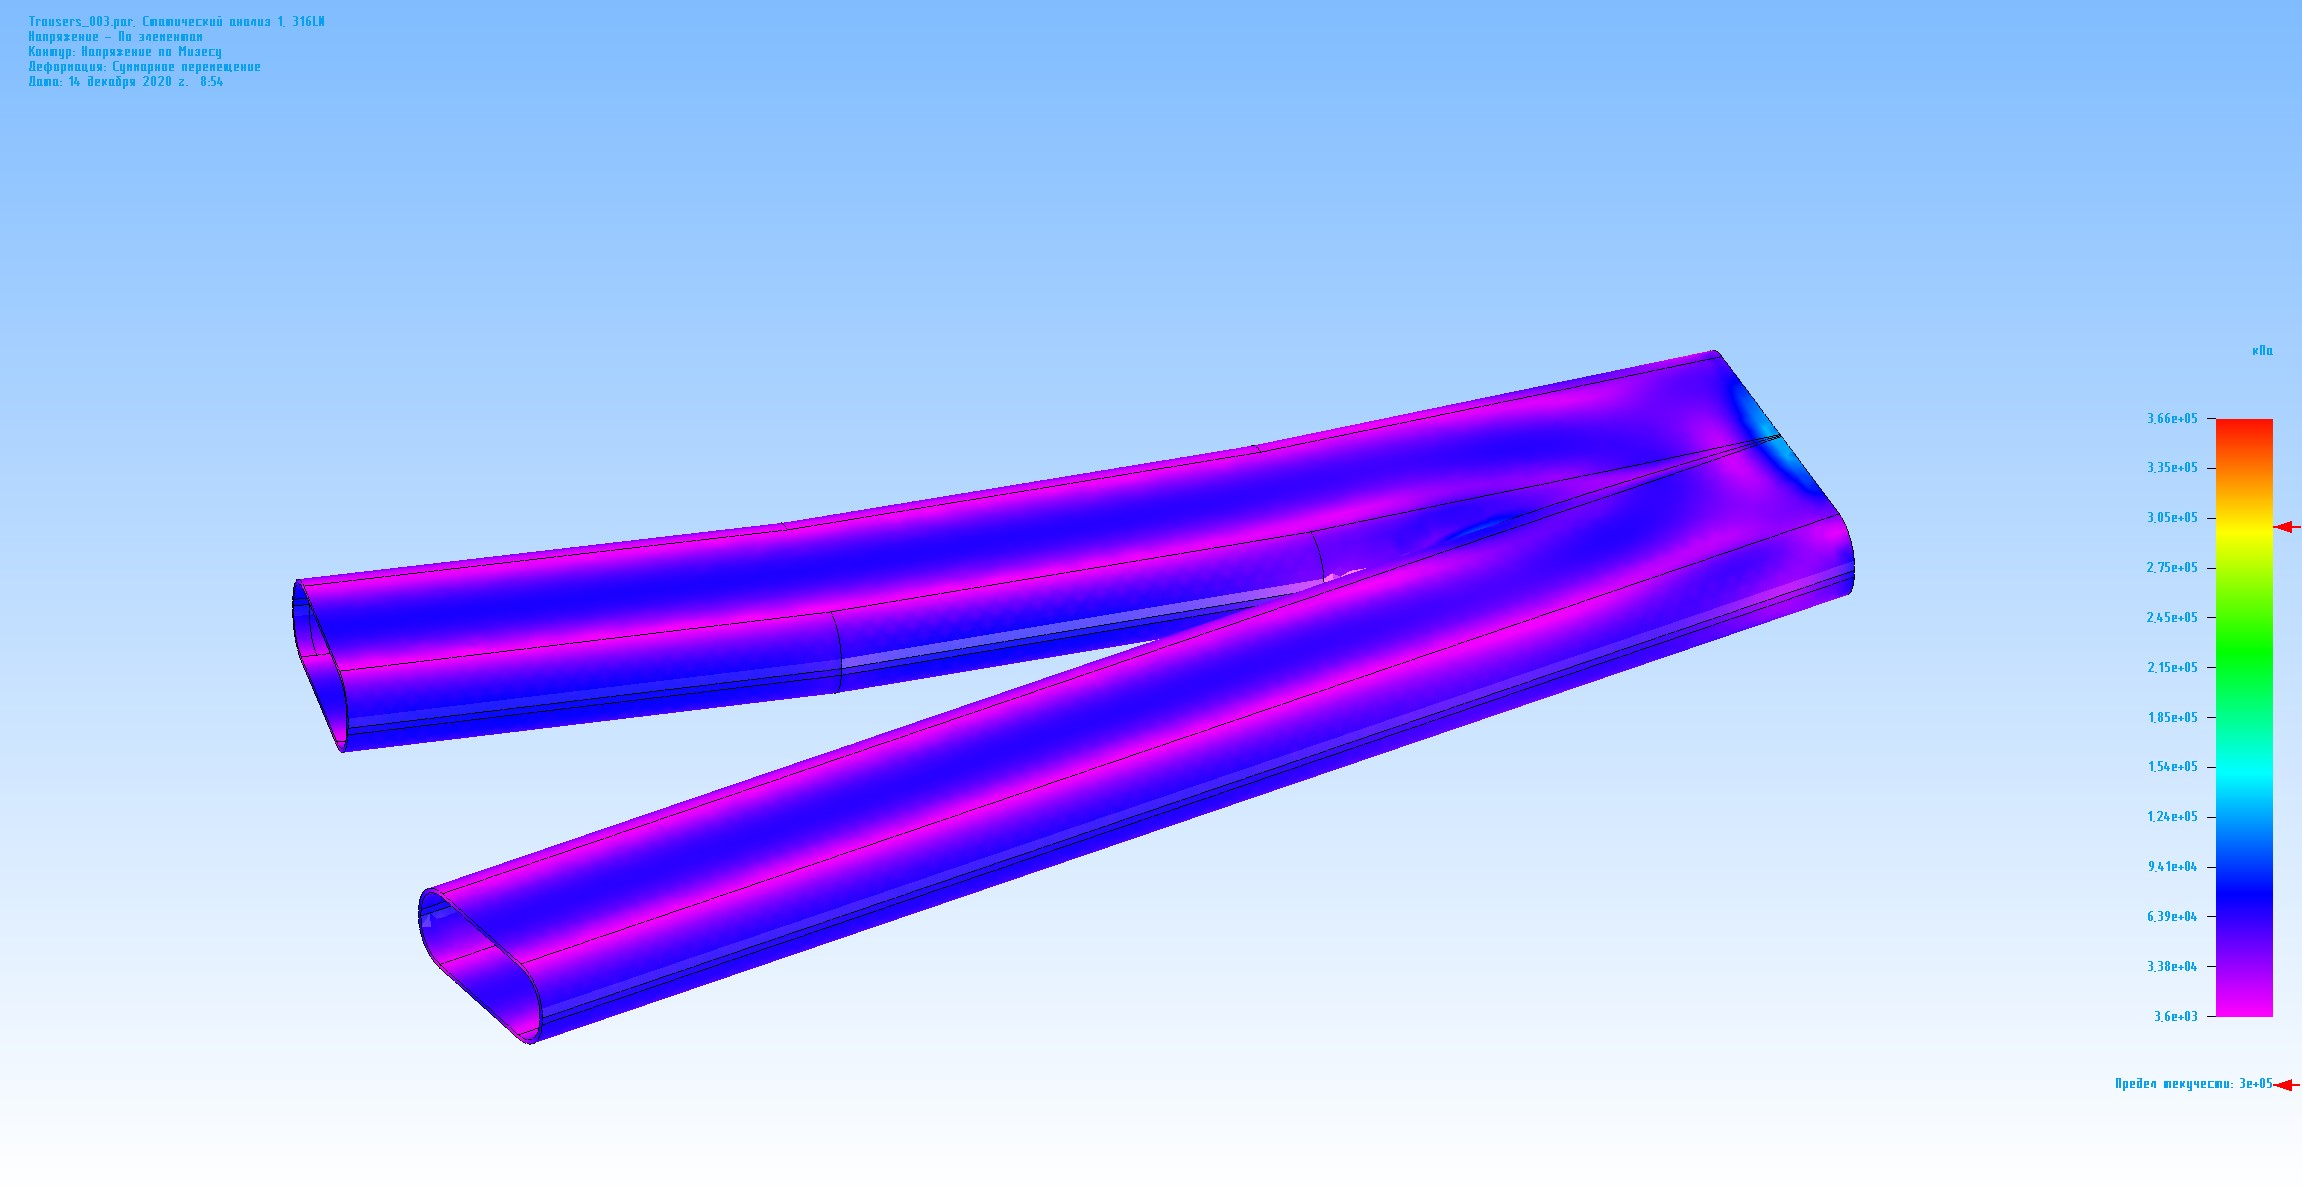 Trousers_003.par, Статический анализ 1, 316LN
Напряжение - По элементам
Контур: Напряжение по Мизесу
Деформация: Суммарное перемещение
Дата: 14 декабря 2020 г. 8:54
кПа
3,66e+05
3,35e+05
3,05e+05
2,75e+05
2,45e+05
2,15e+05
1,85e+05
1,54e+05
1,24e+05
9,41e+04
6,39e+04
3,38e+04
3,6e+03
Предел текучести: 3e+05